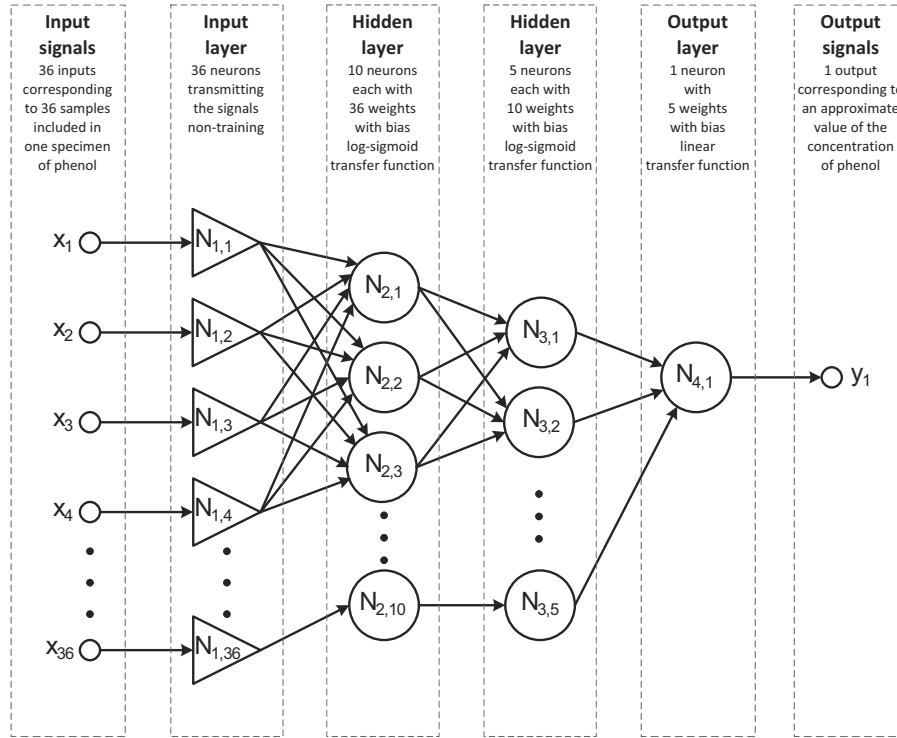 Input
signals
36 inputs
corresponding
to 36 samples
included in
one specimen
of phenol
Input
layer
36 neurons
transmitting
the signals
non-training
Hidden
layer
10 neurons
each with
36 weights
with bias
log-sigmoid
transfer function
Hidden
layer
5 neurons
each with
10 weights
with bias
log-sigmoid
transfer function
Output
layer
1 neuron
with
5 weights
with bias
linear
transfer function
Output
signals
1 output
corresponding to
an approximate
value of the
concentration
of phenol
x1
x2
x3
x4
x36
N1,1
N1,2
N1,3
N1,4
N1,36
N2,1
N2,2
N2,3
N2,10
N3,1
N3,2
N3,5
N4,1
y1